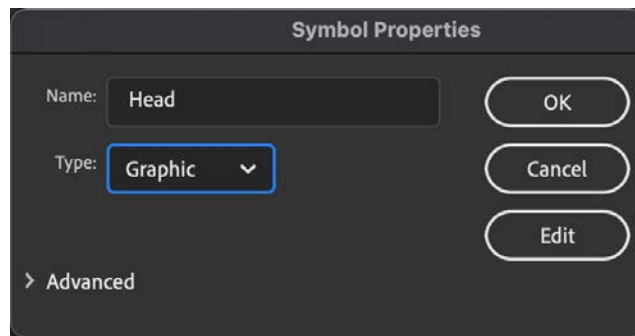 Symbol Properties
Name: Head
OK
Type: Graphic
Cancel
Edit
Advanced